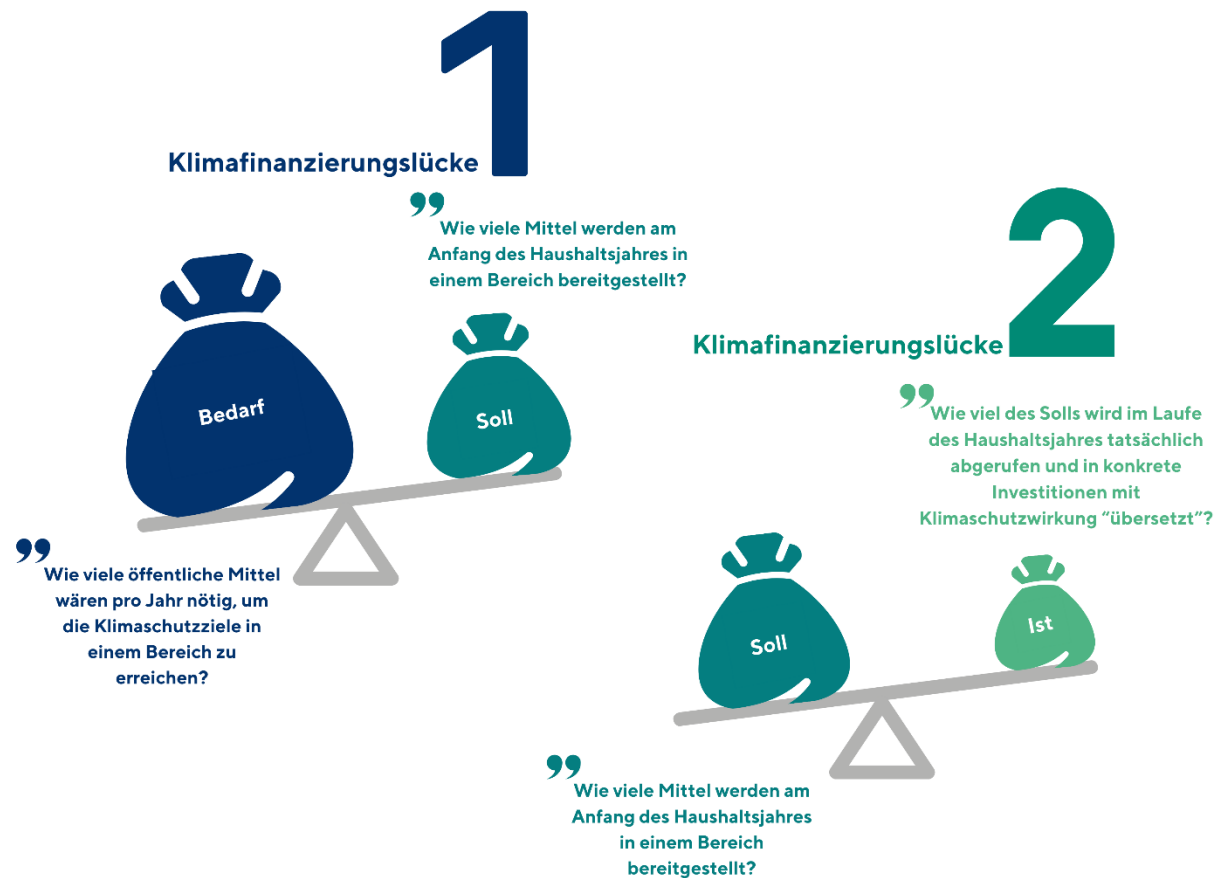 1
Klimafinanzierungslücke
” Wie viele Mittel werden am
Anfang des Haushaltsjahres in
einem Bereich bereitgestellt?
Bedarf
Soll
” Wie viele öffentliche Mittel
wären pro Jahr nötig, um
die Klimaschutzziele in
einem Bereich zu
erreichen?
2
Klimafinanzierungslücke
” Wie viel des Solls wird im Laufe
des Haushaltsjahres tatsächlich
abgerufen und in konkrete
Investitionen mit
Klimaschutzwirkung “übersetzt”?
Soll
Ist
” Wie viele Mittel werden am
Anfang des Haushaltsjahres
in einem Bereich
bereitgestellt?